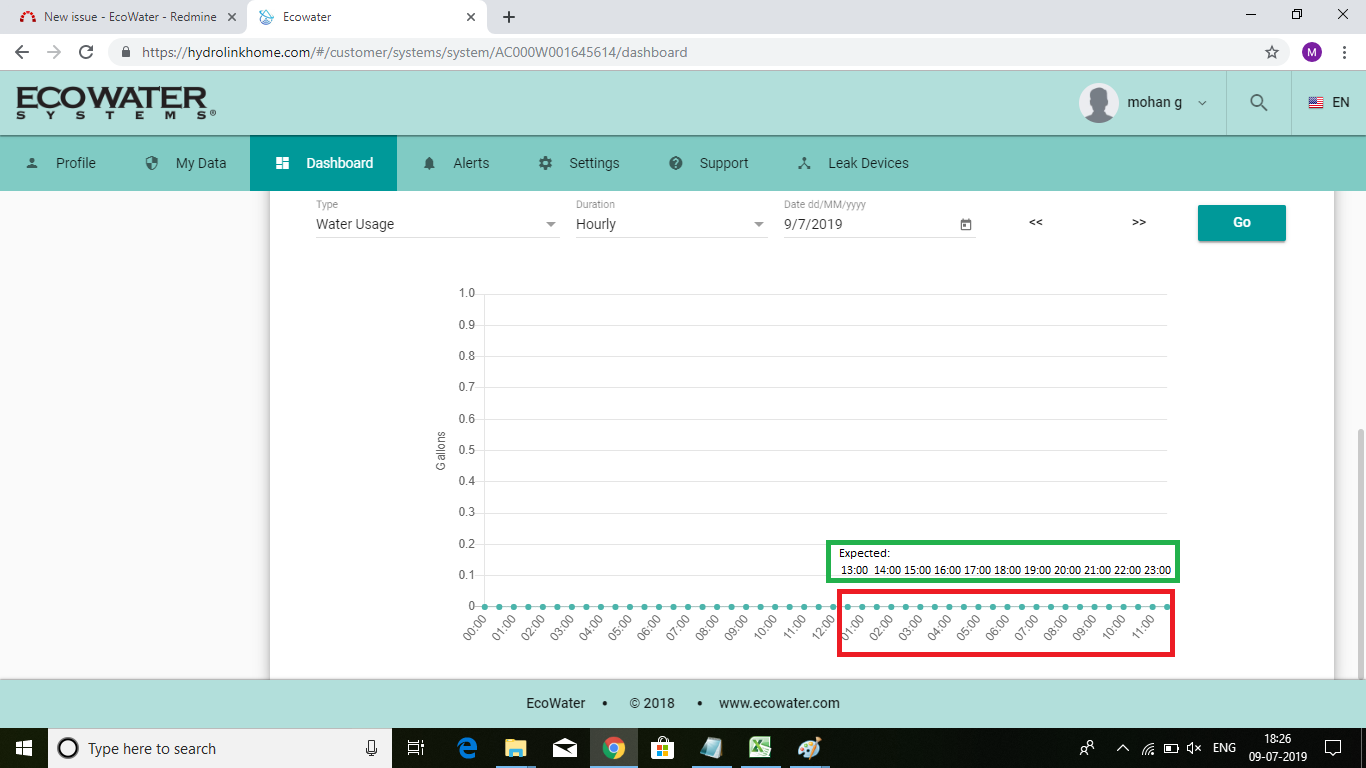 New issue - EcoWater - Redmine
Ecowater
https://hydrolinkhome.com/#/customer/systems/system/AC000W001645614/dashboard
M
ECOWATER
SYSTEMS®
mohan g
EN
Profile
My Data
Dashboard
Alerts
Settings
Support
Leak Devices
Type
Duration
Date dd/MM/yyyy
Water Usage
Hourly
9/7/2019
<<
>>
Go
1.0
0.9
0.8
0.7
0.6
0.5
0.4
0.3
0.2
0.1
0
Gallons
Expected:
13:00 14:00 15:00 16:00 17:00 18:00 19:00 20:00 21:00 22:00 23:00
00:00 01:00 02:00 03:00 04:00 05:00 06:00 07:00 08:00 09:00 10:00 11:00 12:00 01:00 02:00 03:00 04:00 05:00 06:00 07:00 08:00 09:00 10:00 11:00
EcoWater • © 2018 • www.ecowater.com
Type here to search
ENG
18:26
09-07-2019